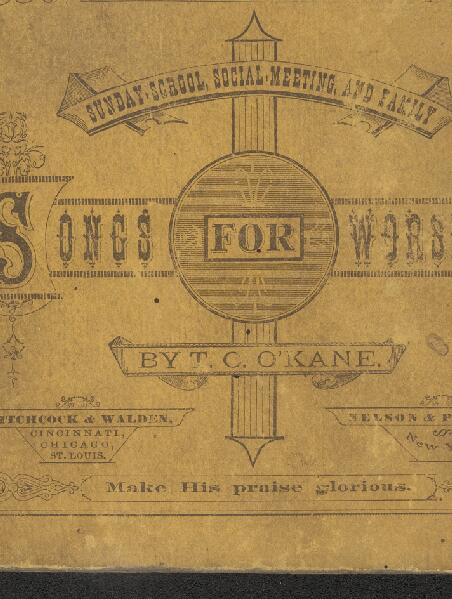 SUNDAY-SCHOOL, SOCIAL MEETING, AND FAMILY
SONGS FOR WORS
BY T. C. O'KANE.
ITCHCOCK & WALDEN,
CINCINNATI,
CHICAGO,
ST. LOUIS.
NELSON & P
NEW Y
Make His praise glorious.